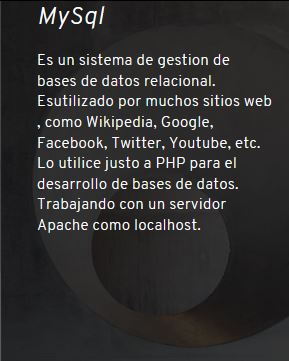 MySql
Es un sistema de gestion de
bases de datos relacional.
Esutilizado por muchos sitios web
, como Wikipedia, Google,
Facebook, Twitter, Youtube, etc.
Lo utilice justo a PHP para el
desarrollo de bases de datos.
Trabajando con un servidor
Apache como localhost.